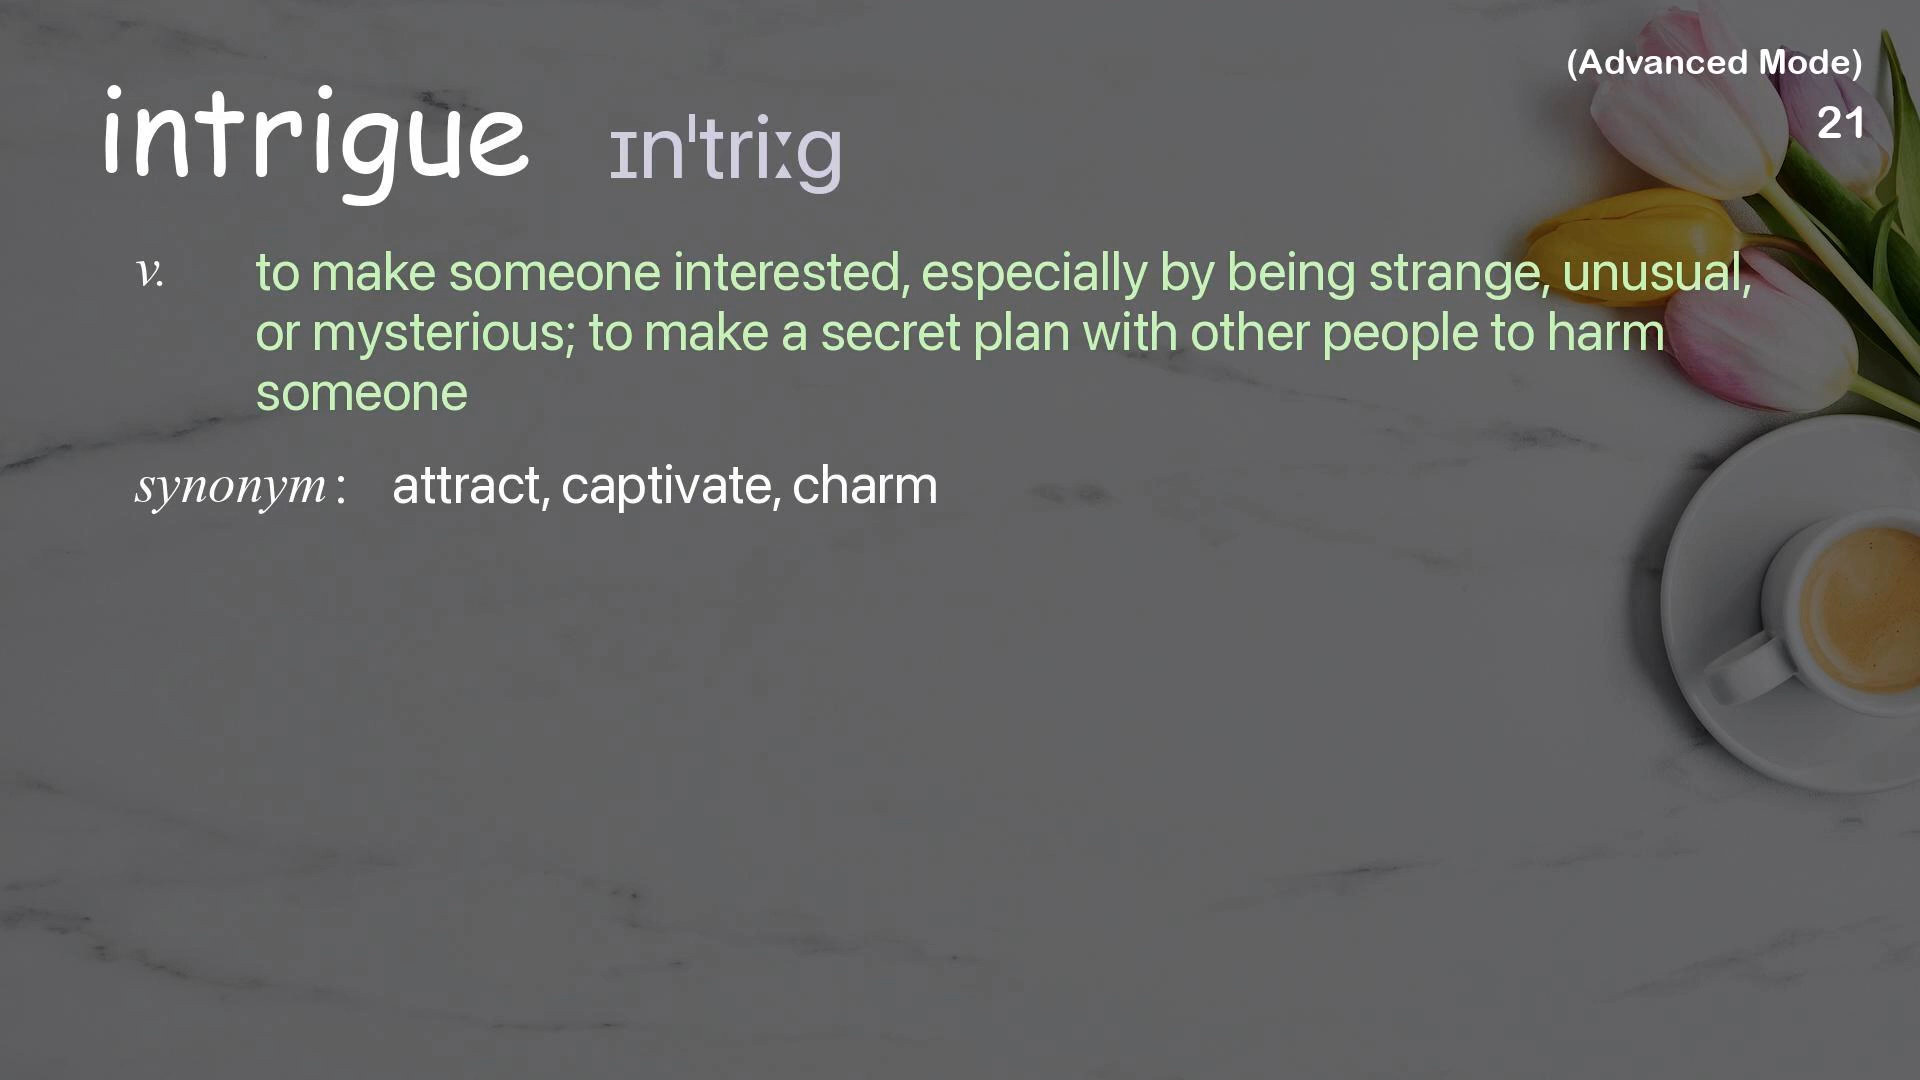 (Advanced Mode)
21
intrigue ɪnˈtriːg
v. to make someone interested, especially by being strange, unusual,
or mysterious; to make a secret plan with other people to harm
someone
synonym : attract, captivate, charm